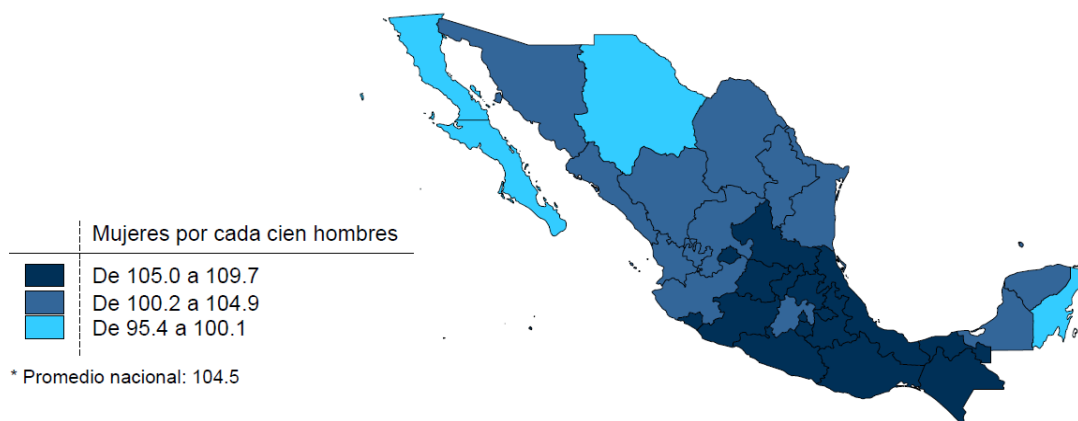 Mujeres por cada cien hombres
De 105.0 a 109.7
De 100.2 a 104.9
De 95.4 a 100.1
* Promedio nacional: 104.5